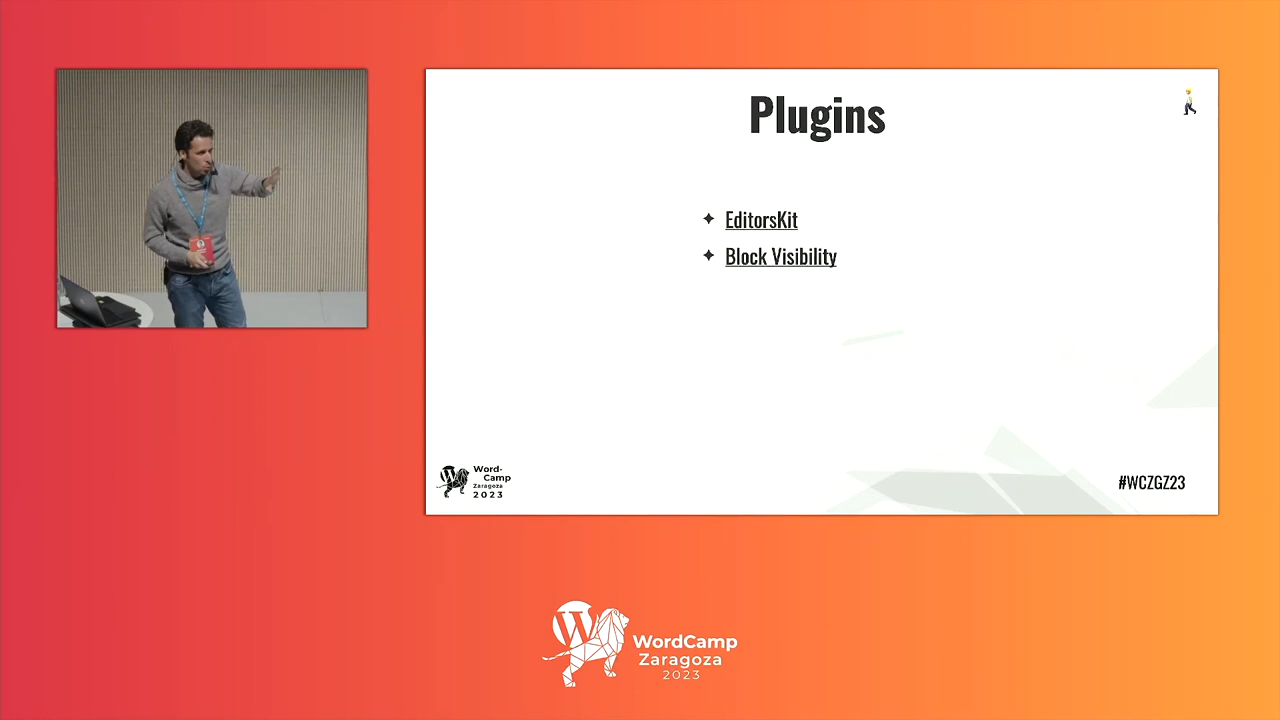 Plugins
✦ EditorsKit
✦ Block Visibility
Word-
Camp
Zaragoza
2023
#WCZGZ23
WordCamp
Zaragoza
2023